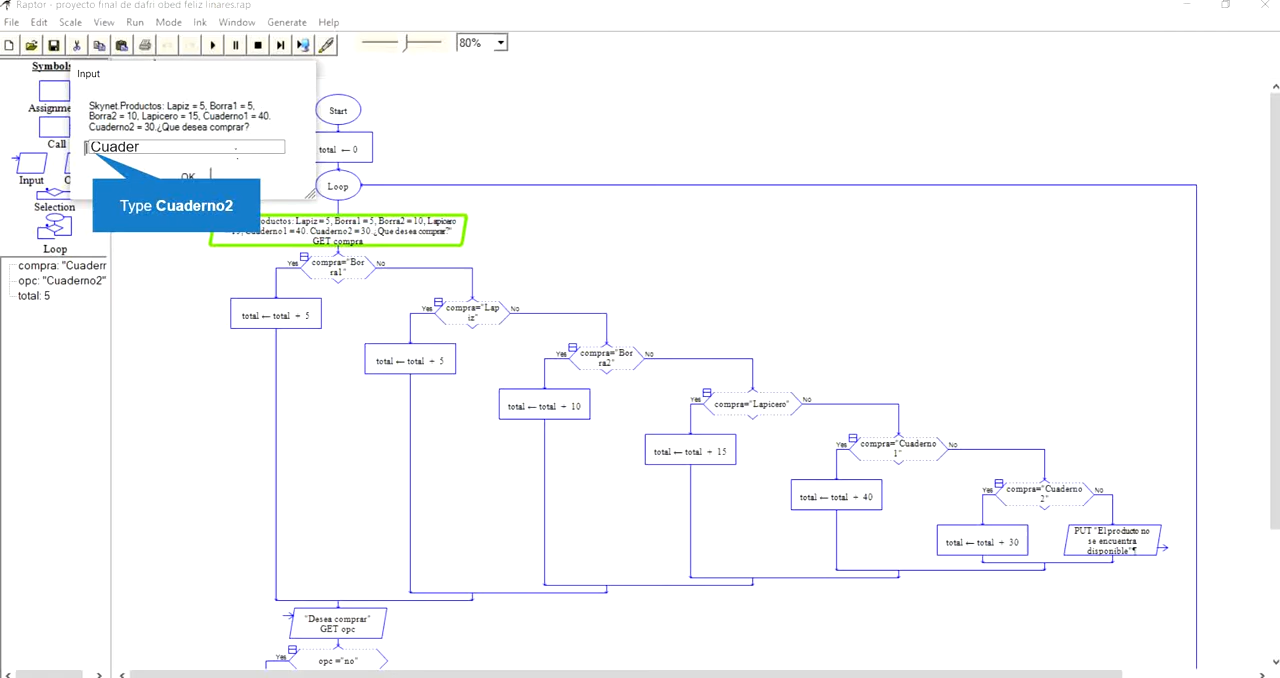 Raptor - proyecto final de dafri obed feliz linares.rap
File Edit Scale View Run Mode Ink Window Generate Help
80%
Symbols
Assignme
Call
Input
Selection
Loop
compra: "Cuadern
opc: "Cuaderno2"
total: 5
Input
Skynet.Productos: Lapiz = 5, Borra1 = 5,
Borra2 = 10, Lapicero = 15, Cuaderno1 = 40.
Cuaderno2 = 30,¿Que desea comprar?
Cuader
OK
Type Cuaderno2
Start
total ← 0
Loop
oductos: Lapiz = 5, Borra1 = 5, Borra2 = 10, Lapicero
15, Cuaderno1 = 40. Cuaderno2 = 30.¿Que desea comprar?"
GET compra
Yes
compra="Bor
ra1"
No
total ← total + 5
Yes
compra="Lap
iz"
No
total ← total + 5
Yes
compra="Bor
ra2"
No
total ← total + 10
Yes
compra="Lapicero"
No
total ← total + 15
Yes
compra="Cuaderno
1"
No
total ← total + 40
Yes
compra="Cuaderno
2"
No
total ← total + 30
PUT "El producto no
se encuentra
disponible"¶
"Desea comprar"
GET opc
Yes
opc ="no"